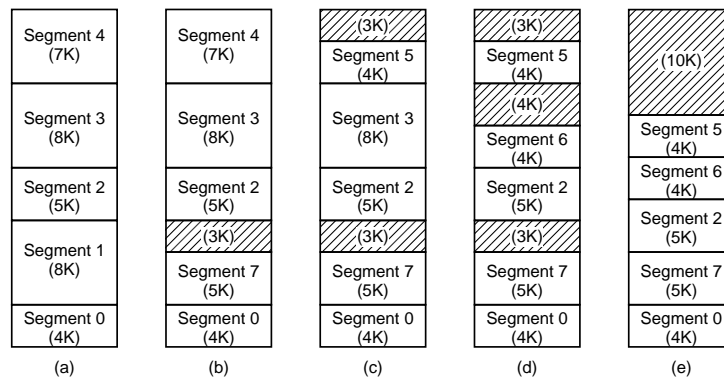 Segment 4
(7K)
Segment 3
(8K)
Segment 2
(5K)
Segment 1
(8K)
Segment 0
(4K)
(a)
Segment 4
(7K)
Segment 3
(8K)
Segment 2
(5K)
(3K)
Segment 7
(5K)
Segment 0
(4K)
(b)
(3K)
Segment 5
(4K)
Segment 3
(8K)
Segment 2
(5K)
(3K)
Segment 7
(5K)
Segment 0
(4K)
(c)
(3K)
Segment 5
(4K)
(4K)
Segment 6
(4K)
Segment 2
(5K)
(3K)
Segment 7
(5K)
Segment 0
(4K)
(d)
(10K)
Segment 5
(4K)
Segment 6
(4K)
Segment 2
(5K)
Segment 7
(5K)
Segment 0
(4K)
(e)